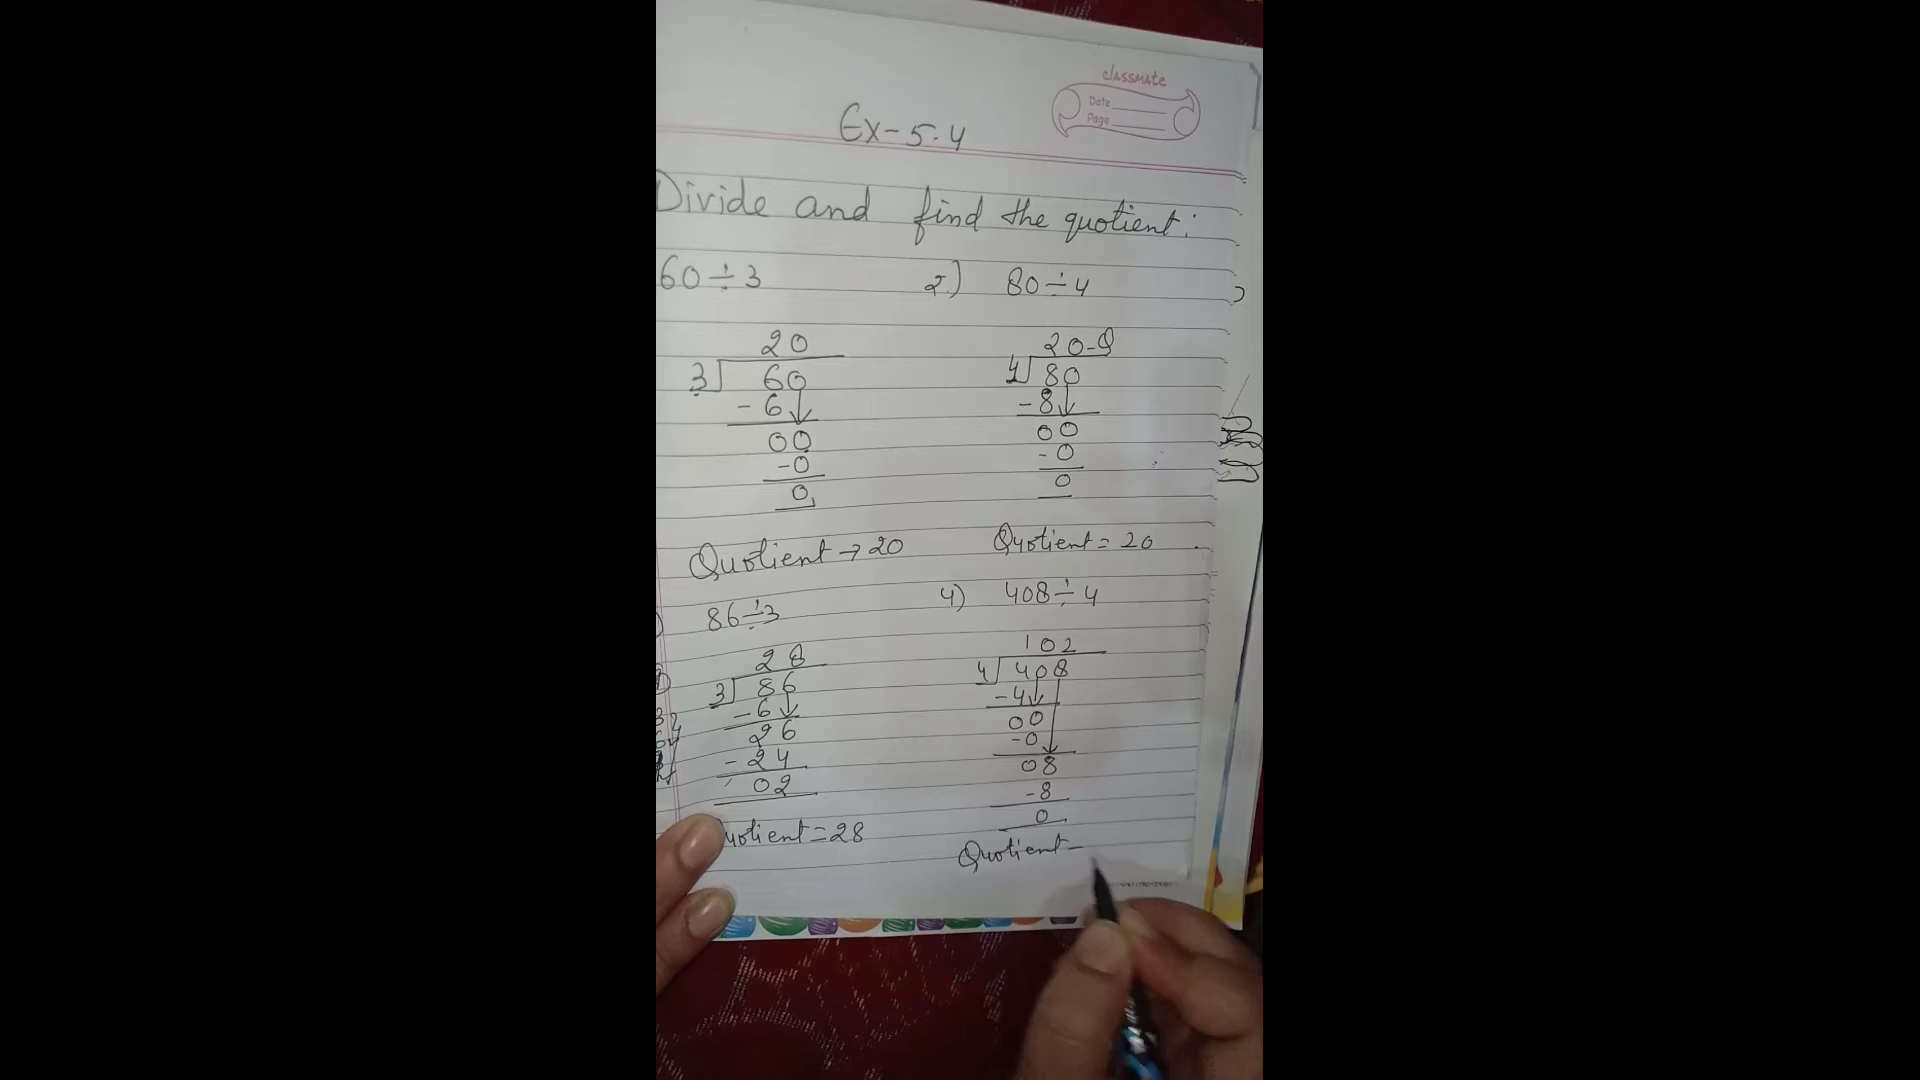 classmate
Date
Page
Ex-5.4
Divide and find the quotient:
60÷3
2.) 80÷4
20
3 60
-6
00
-0
0
Quotient → 20
20-Q
4 80
-8
00
-0
0
Quotient = 20
86÷3
28
3 86
-6
26
-24
02
uotient = 28
4) 408÷4
102
4 408
-4
00
-0
08
-8
0
Quotient -